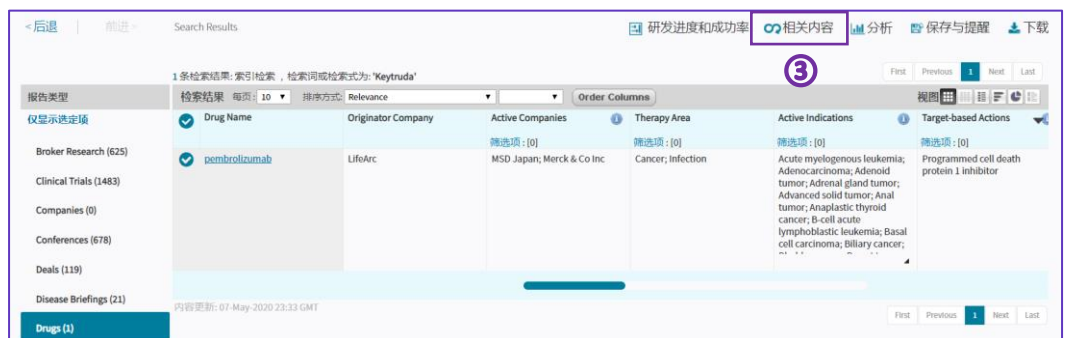 <后退 | 前进> Search Results 研发进度和成功率 相关内容 分析 保存与提醒 下载
③
1 条检索结果: 索引检索 ，检索词或检索式为: 'Keytruda' First Previous 1 Next Last
报告类型 检索结果 每页: 10 排序方式: Relevance Order Columns 视图
仅显示选定项 Drug Name Originator Company Active Companies Therapy Area Active Indications Target-based Actions
筛选项 : [0] 筛选项 : [0] 筛选项 : [0] 筛选项 : [0]
Broker Research (625)
Clinical Trials (1483)
Companies (0)
Conferences (678)
Deals (119)
Disease Briefings (21)
Drugs (1)
pembrolizumab LifeArc MSD Japan; Merck & Co Inc Cancer; Infection Acute myelogenous leukemia; Programmed cell death
Adenocarcinoma; Adenoid protein 1 inhibitor
tumor; Adrenal gland tumor;
Advanced solid tumor; Anal
tumor; Anaplastic thyroid
cancer; B-cell acute
lymphoblastic leukemia; Basal
cell carcinoma; Biliary cancer;
内容更新: 07-May-2020 23:33 GMT
First Previous 1 Next Last